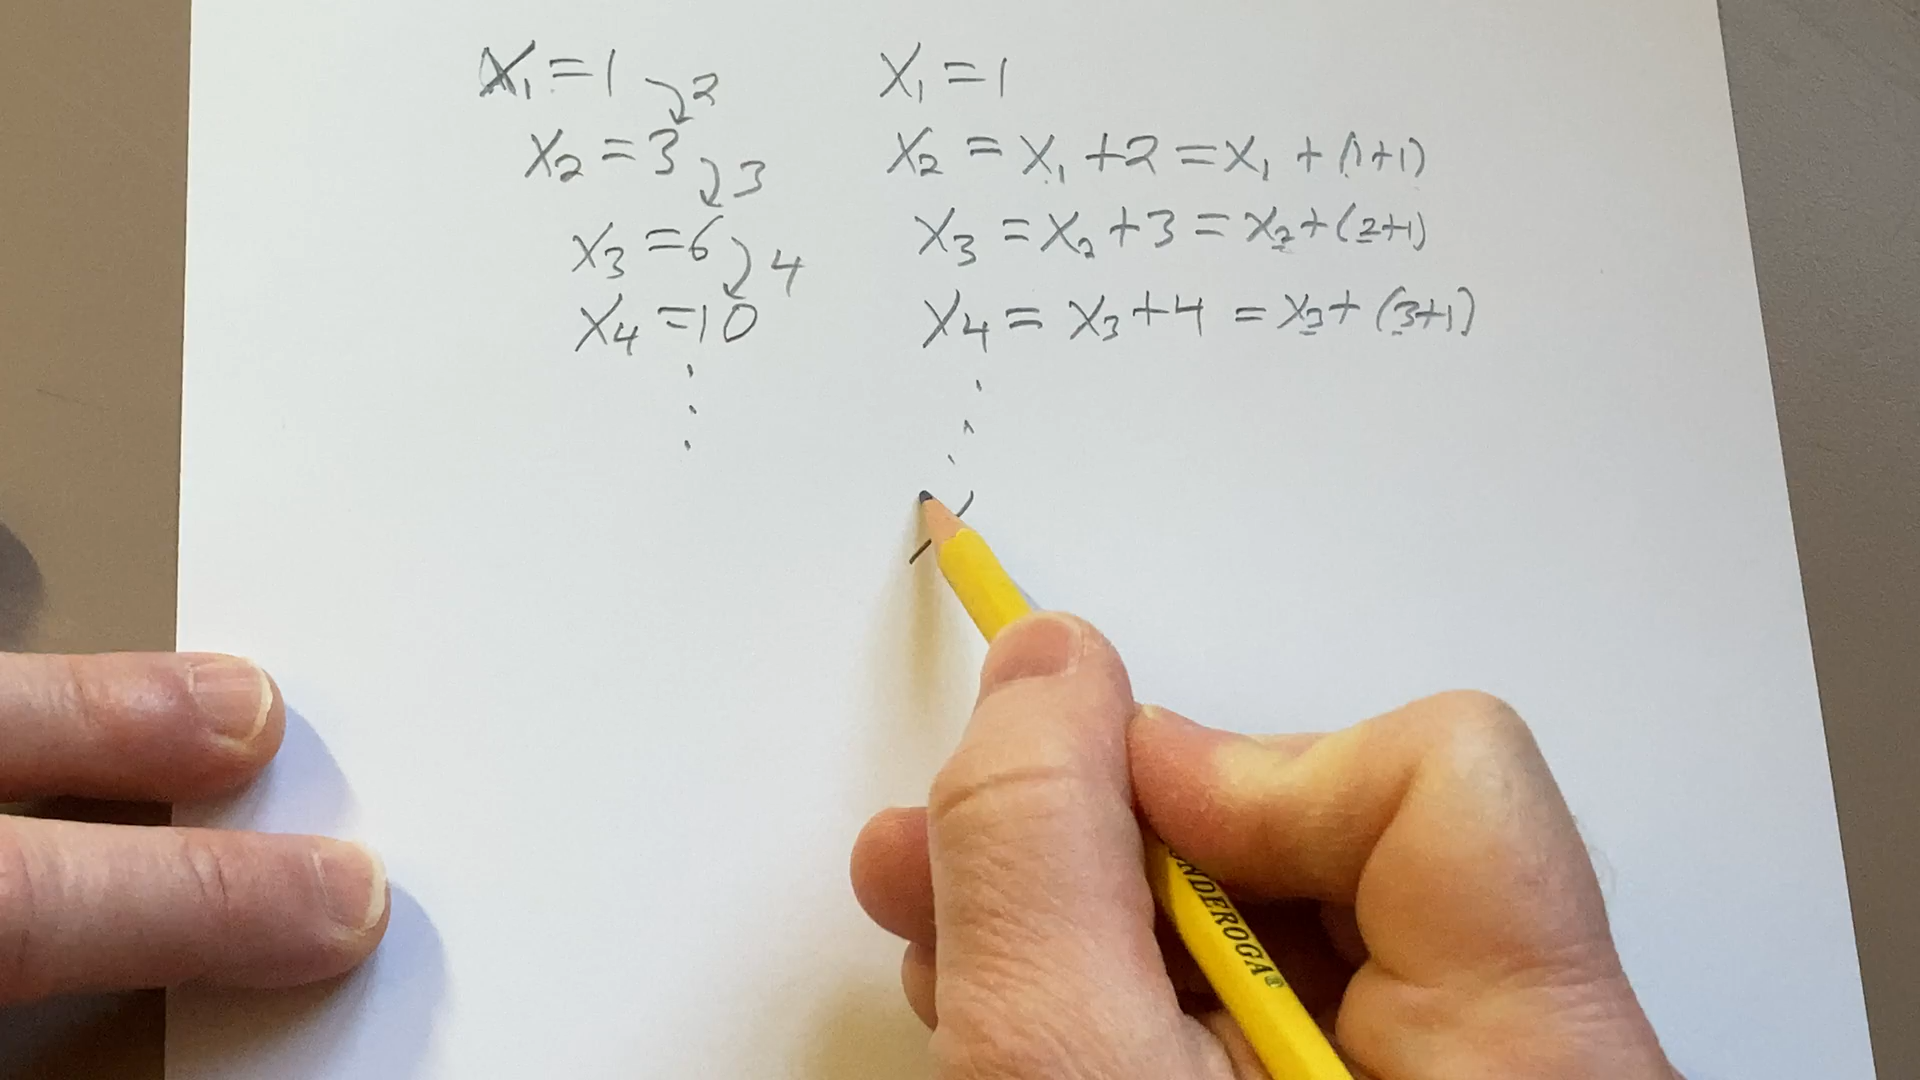 X₁ = 1 ↷ 2
X₂ = 3 ↷ 3
X₃ = 6 ↷ 4
X₄ = 10
⋮
X₁ = 1
X₂ = X₁ + 2 = X₁ + (1+1)
X₃ = X₂ + 3 = X₂ + (2+1)
X₄ = X₃ + 4 = X₃ + (3+1)
⋮
NDEROGA®